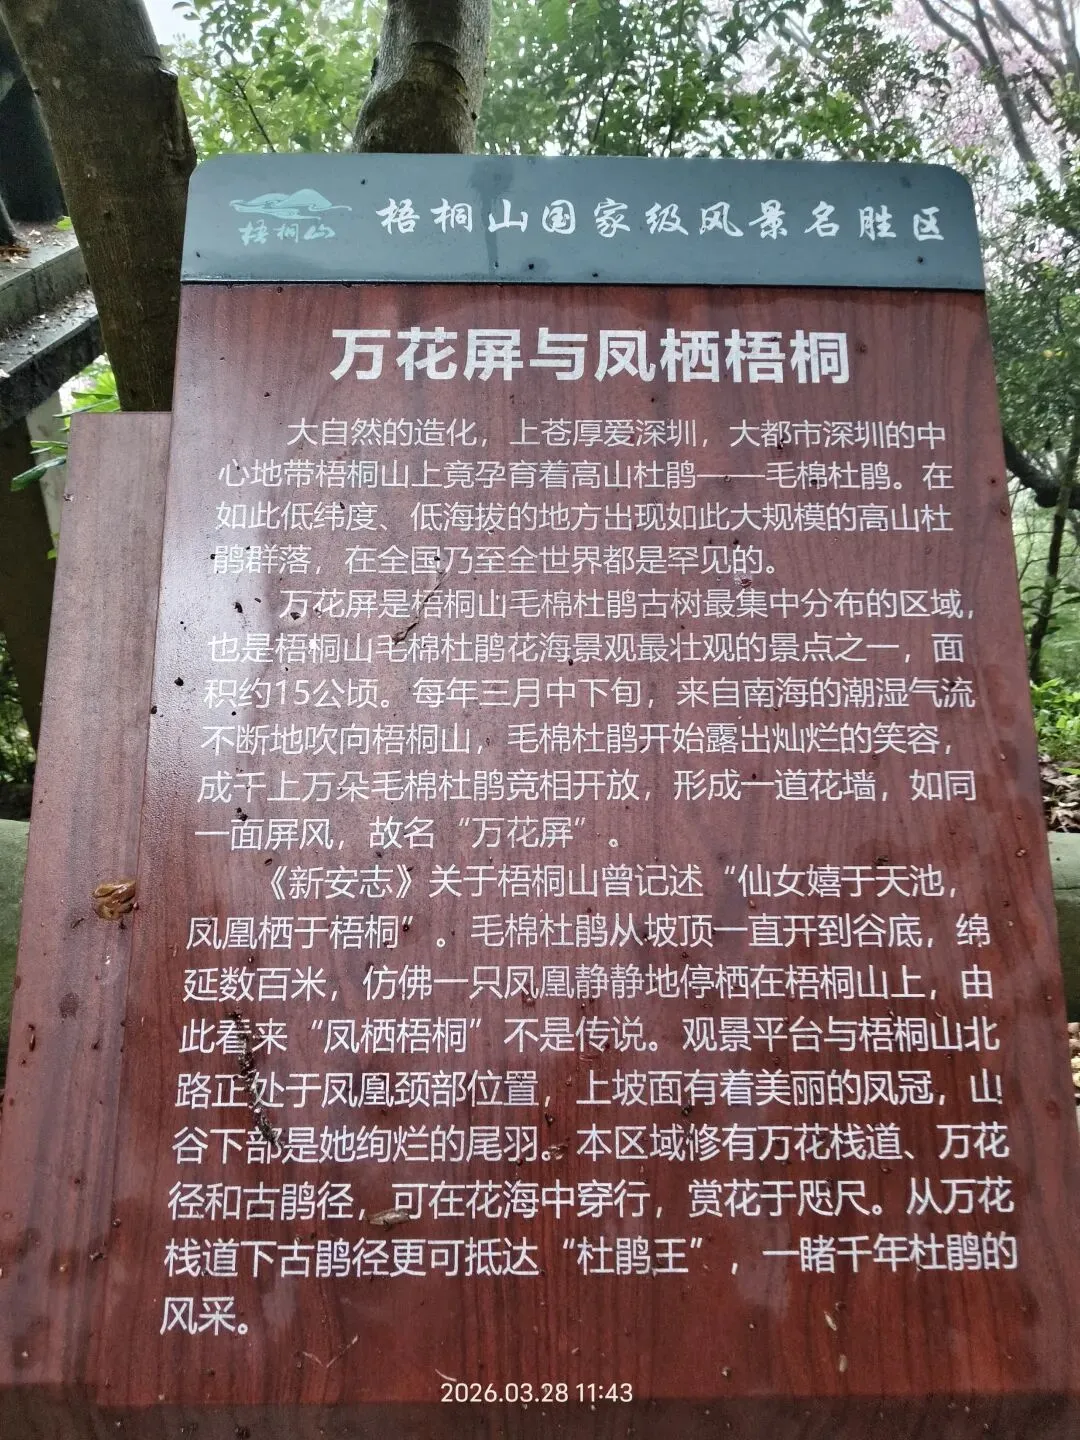 梧桐山
梧桐山国家级风景名胜区
万花屏与凤栖梧桐
大自然的造化，上苍厚爱深圳，大都市深圳的中
心地带梧桐山上竟孕育着高山杜鹃——毛棉杜鹃。在
如此低纬度、低海拔的地方出现如此大规模的高山杜
鹃群落，在全国乃至全世界都是罕见的。
万花屏是梧桐山毛棉杜鹃古树最集中分布的区域，
也是梧桐山毛棉杜鹃花海景观最壮观的景点之一，面
积约15公顷。每年三月中下旬，来自南海的潮湿气流
不断地吹向梧桐山，毛棉杜鹃开始露出灿烂的笑容，
成千上万朵毛棉杜鹃竞相开放，形成一道花墙，如同
一面屏风，故名“万花屏”。
《新安志》关于梧桐山曾记述“仙女嬉于天池，
凤凰栖于梧桐”。毛棉杜鹃从坡顶一直开到谷底，绵
延数百米，仿佛一只凤凰静静地停栖在梧桐山上，由
此看来“凤栖梧桐”不是传说。观景平台与梧桐山北
路正处于凤凰颈部位置，上坡面有着美丽的凤冠，山
谷下部是她绚烂的尾羽。本区域修有万花栈道、万花
径和古鹃径，可在花海中穿行，赏花于咫尺。从万花
栈道下古鹃径更可抵达“杜鹃王”，一睹千年杜鹃的
风采。
2026.03.28 11:43